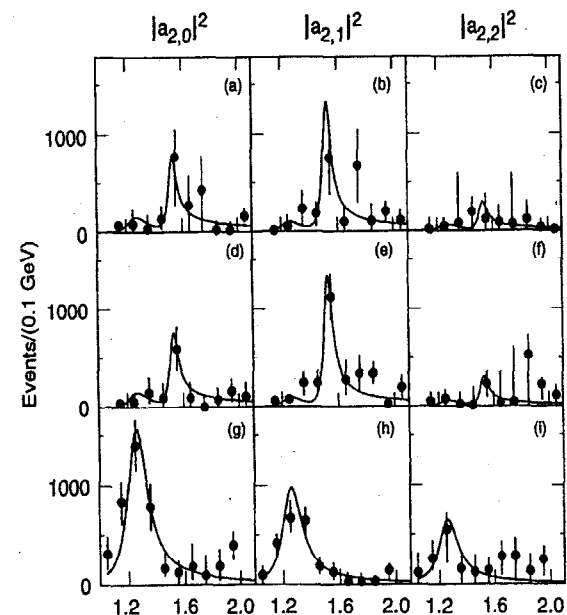 |a₂,₀|² |a₂,₁|² |a₂,₂|²
(a) (b) (c)
1000
0
(d) (e) (f)
1000
0
(g) (h) (i)
1000
0
Events/(0.1 GeV)
1.2 1.6 2.0 1.2 1.6 2.0 1.2 1.6 2.0